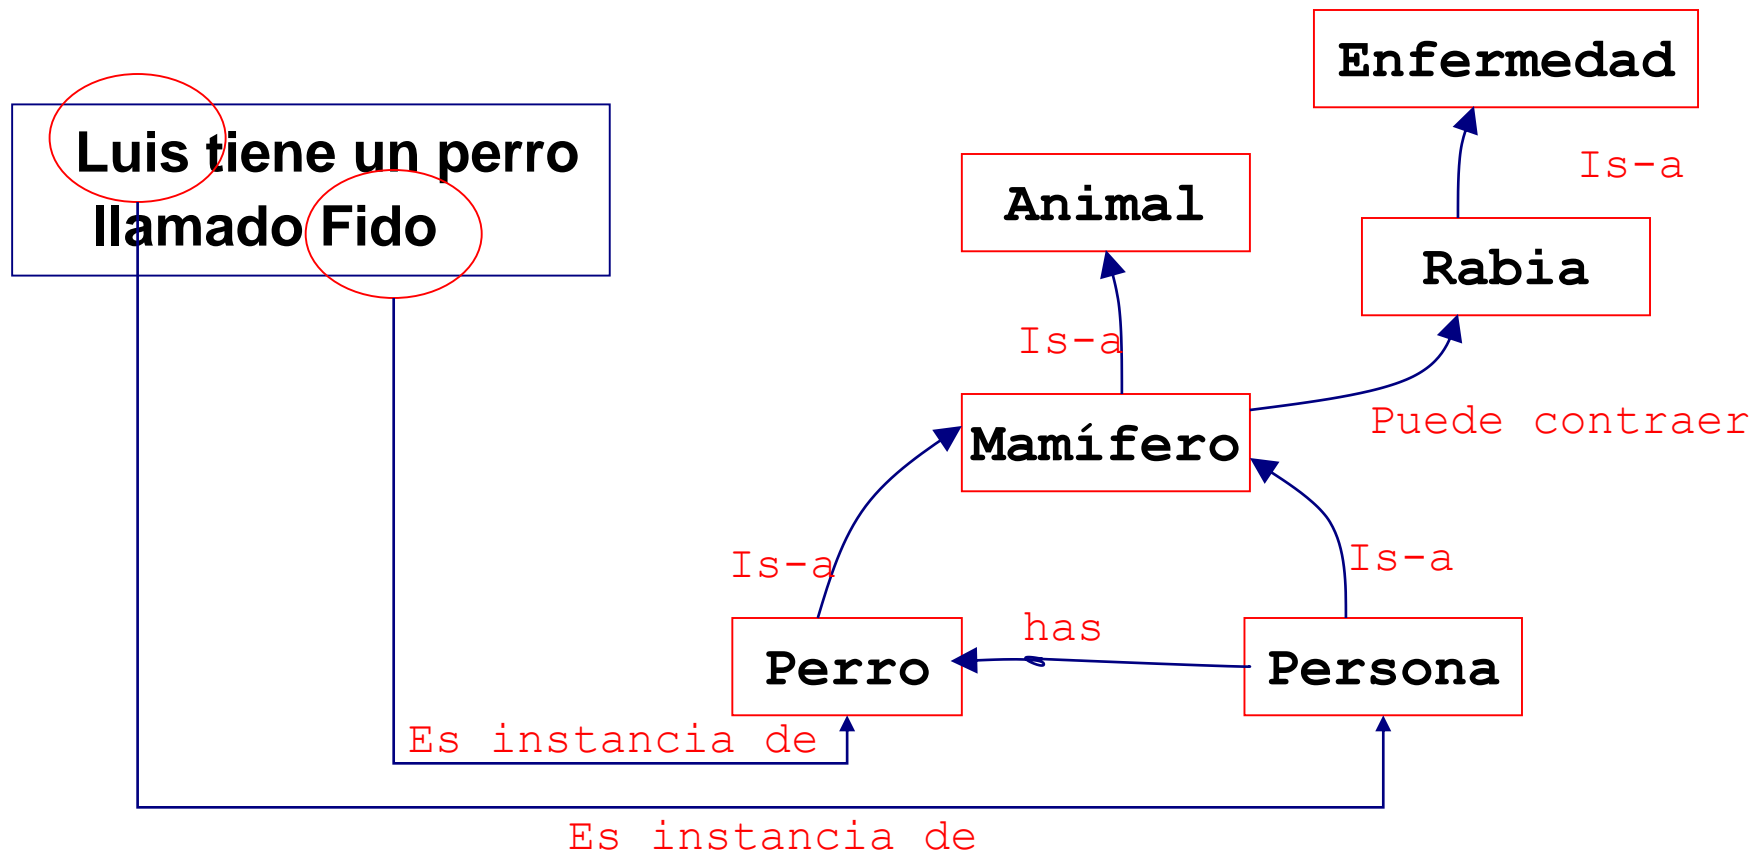 Luis tiene un perro
llamado Fido
Enfermedad
Is-a
Animal
Rabia
Is-a
Puede contraer
Mamífero
Is-a
Is-a
has
Perro
Persona
Es instancia de
Es instancia de